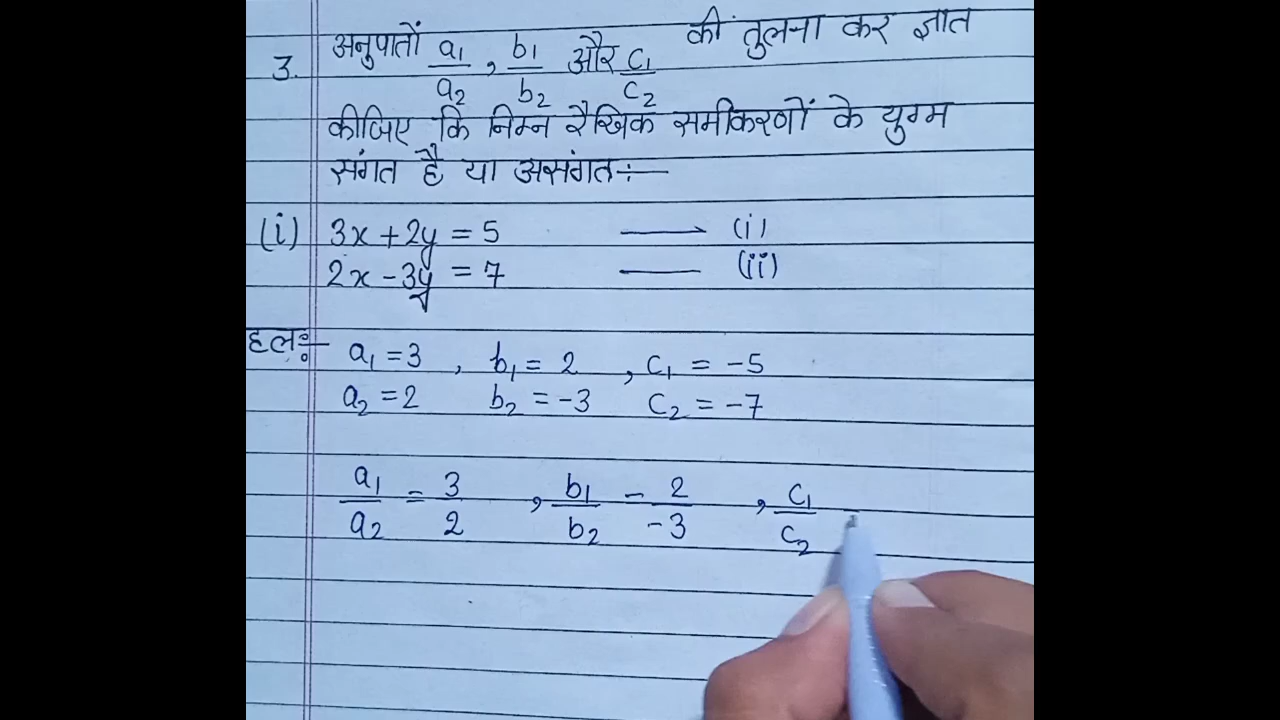 3. अनुपातों a₁/a₂ , b₁/b₂ और c₁/c₂ की तुलना कर ज्ञात
कीजिए कि निम्न रैखिक समीकरणों के युग्म
संगत है या असंगत:—
(i) 3x + 2y = 5 ——→ (i)
2x - 3y = 7 —— (ii)
हल:— a₁ = 3 , b₁ = 2 , c₁ = -5
a₂ = 2 b₂ = -3 c₂ = -7
a₁/a₂ = 3/2 , b₁/b₂ - 2/-3 , c₁/c₂